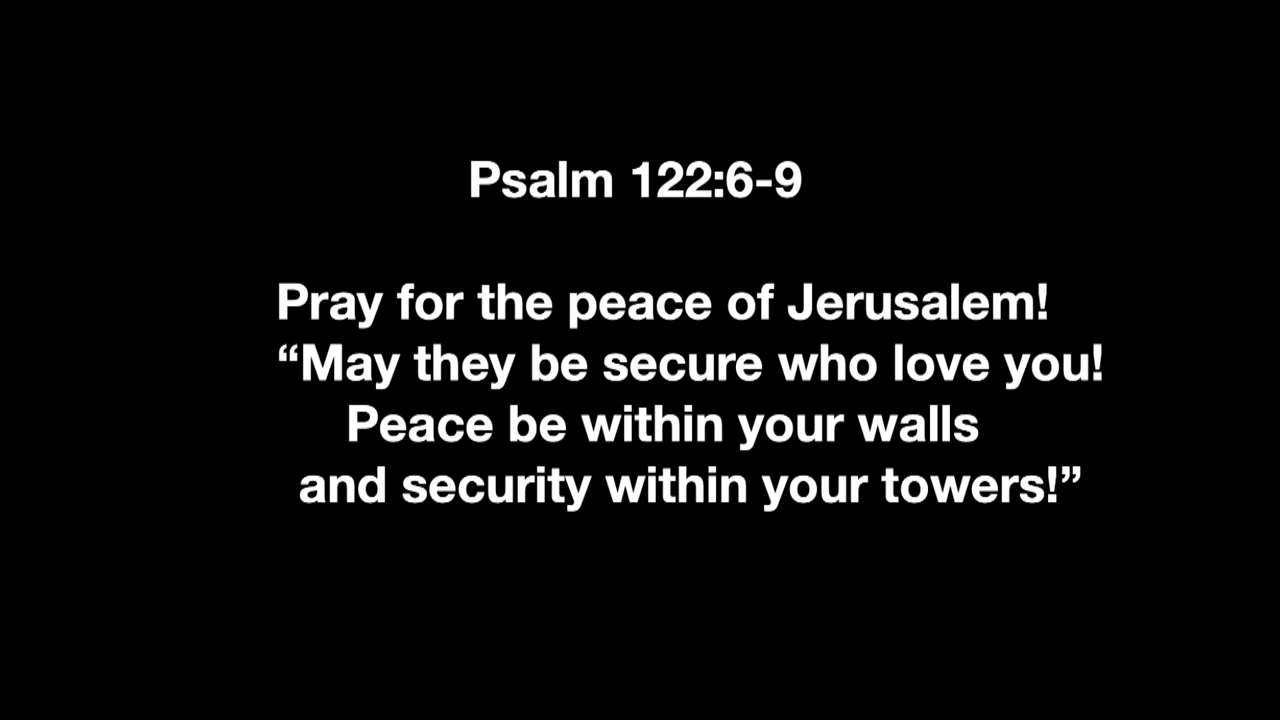 Psalm 122:6-9
Pray for the peace of Jerusalem!
“May they be secure who love you!
Peace be within your walls
and security within your towers!”